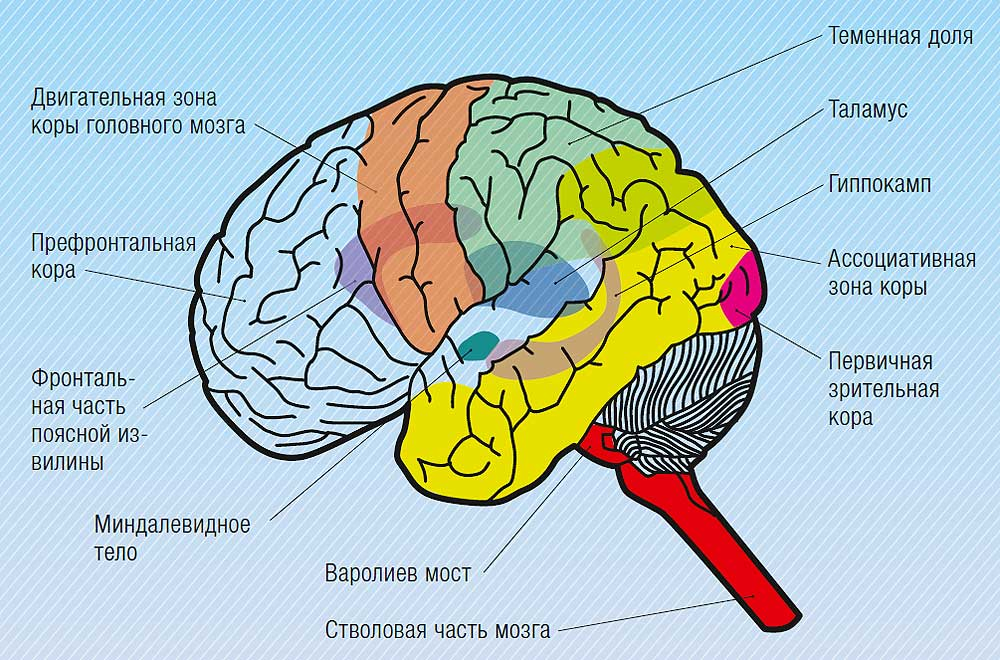 Теменная доля
Двигательная зона
коры головного мозга
Таламус
Гиппокамп
Префронтальная
кора
Ассоциативная
зона коры
Первичная
зрительная
кора
Фронталь-
ная часть
поясной из-
вилины
Миндалевидное
тело
Варолиев мост
Стволовая часть мозга